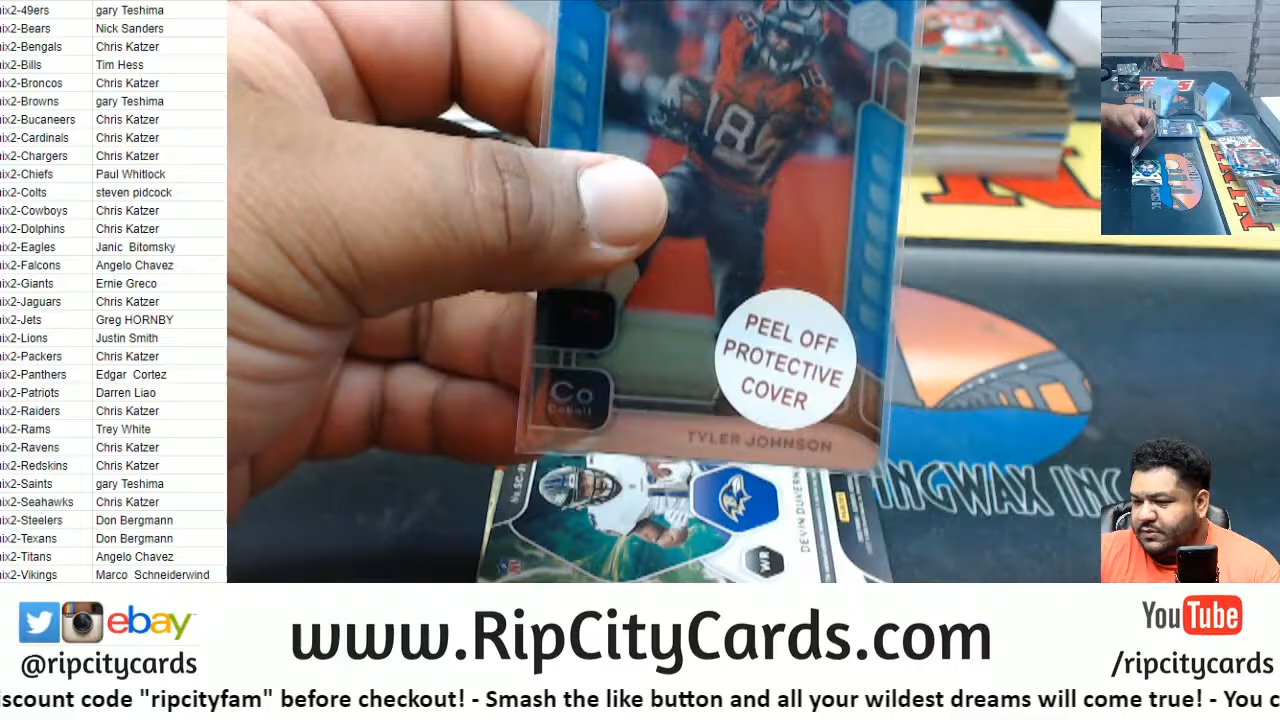 ix2-49ers gary Teshima
ix2-Bears Nick Sanders
ix2-Bengals Chris Katzer
ix2-Bills Tim Hess
ix2-Broncos Chris Katzer
ix2-Browns gary Teshima
ix2-Bucaneers Chris Katzer
ix2-Cardinals Chris Katzer
ix2-Chargers Chris Katzer
ix2-Chiefs Paul Whitlock
ix2-Colts steven pidcock
ix2-Cowboys Chris Katzer
ix2-Dolphins Chris Katzer
ix2-Eagles Janic Bitomsky
ix2-Falcons Angelo Chavez
ix2-Giants Ernie Greco
ix2-Jaguars Chris Katzer
ix2-Jets Greg HORNBY
ix2-Lions Justin Smith
ix2-Packers Chris Katzer
ix2-Panthers Edgar Cortez
ix2-Patriots Darren Liao
ix2-Raiders Chris Katzer
ix2-Rams Trey White
ix2-Ravens Chris Katzer
ix2-Redskins Chris Katzer
ix2-Saints gary Teshima
ix2-Seahawks Chris Katzer
ix2-Steelers Don Bergmann
ix2-Texans Don Bergmann
ix2-Titans Angelo Chavez
ix2-Vikings Marco Schneiderwind
18
18
PEEL OFF
PROTECTIVE
COVER
Co
Cobalt
TYLER JOHNSON
WR
NGWAX INC
ebay
@ripcitycards
www.RipCityCards.com
YouTube
/ripcitycards
iscount code "ripcityfam" before checkout! - Smash the like button and all your wildest dreams will come true! - You c